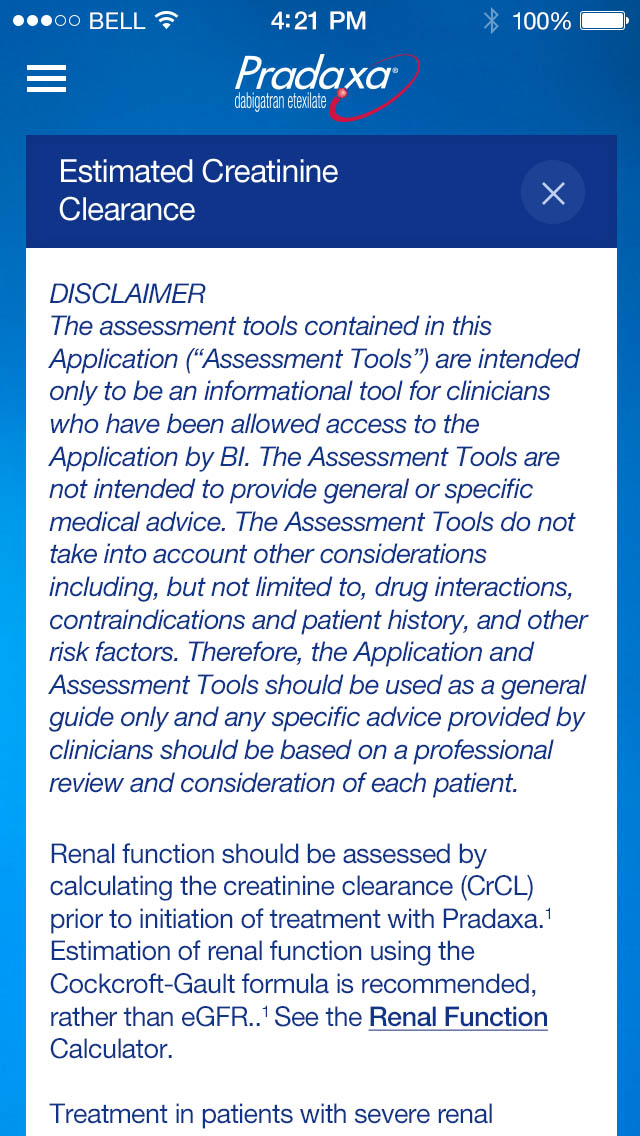 BELL 4:21 PM 100%
Pradaxa®
dabigatran etexilate
Estimated Creatinine
Clearance
DISCLAIMER
The assessment tools contained in this
Application (“Assessment Tools”) are intended
only to be an informational tool for clinicians
who have been allowed access to the
Application by BI. The Assessment Tools are
not intended to provide general or specific
medical advice. The Assessment Tools do not
take into account other considerations
including, but not limited to, drug interactions,
contraindications and patient history, and other
risk factors. Therefore, the Application and
Assessment Tools should be used as a general
guide only and any specific advice provided by
clinicians should be based on a professional
review and consideration of each patient.
Renal function should be assessed by
calculating the creatinine clearance (CrCL)
prior to initiation of treatment with Pradaxa.¹
Estimation of renal function using the
Cockcroft-Gault formula is recommended,
rather than eGFR..¹ See the Renal Function
Calculator.
Treatment in patients with severe renal